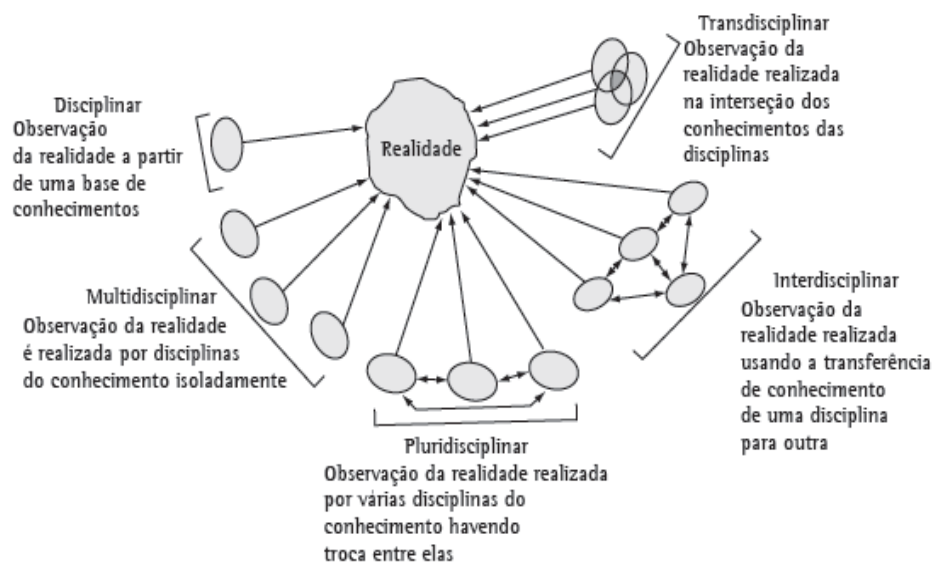 Transdisciplinar
Observação da
realidade realizada
na interseção dos
conhecimentos das
disciplinas
Disciplinar
Observação
da realidade a partir
de uma base de
conhecimentos
Realidade
Multidisciplinar
Observação da realidade
é realizada por disciplinas
do conhecimento isoladamente
Interdisciplinar
Observação da
realidade realizada
usando a transferência
de conhecimento
de uma disciplina
para outra
Pluridisciplinar
Observação da realidade realizada
por várias disciplinas do
conhecimento havendo
troca entre elas